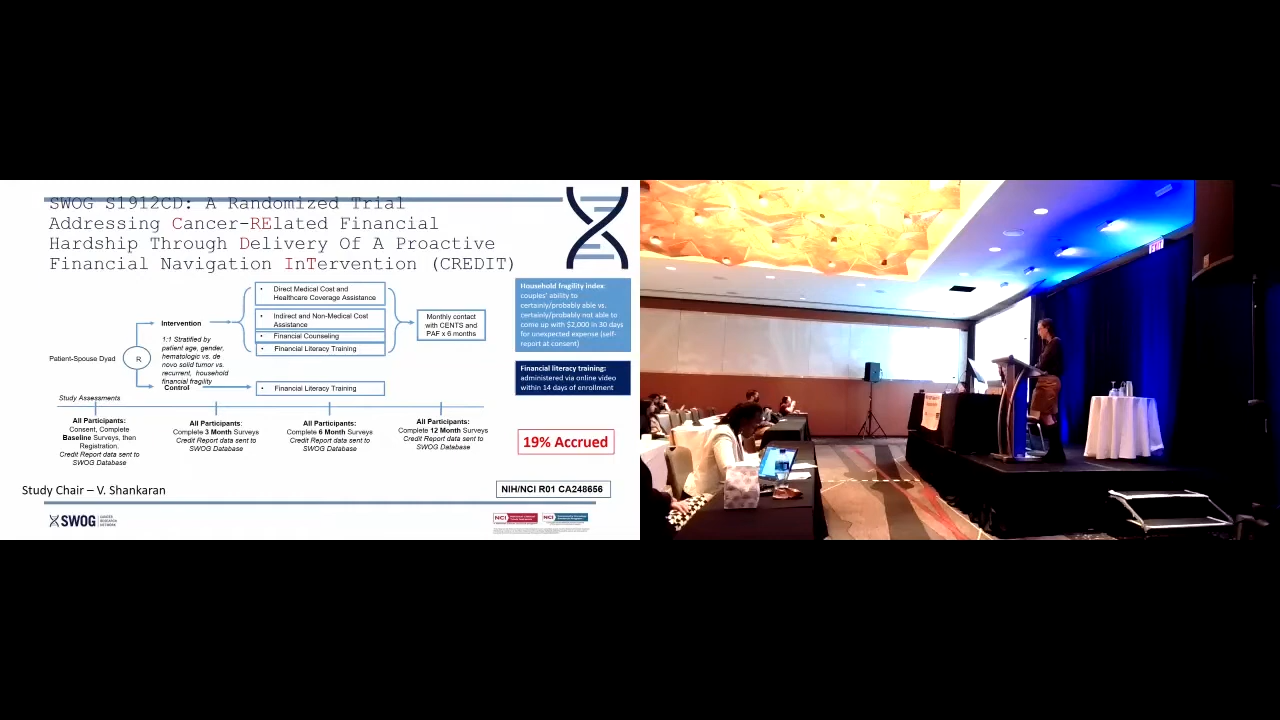 SWOG S1912CD: A Randomized Trial
Addressing Cancer-RElated Financial
Hardship Through Delivery Of A Proactive
Financial Navigation InTervention (CREDIT)
Household fragility index:
couples' ability to
certainly/probably able vs.
certainly/probably not able to
come up with $2,000 in 30 days
for unexpected expense (self-
report at consent)
• Direct Medical Cost and
Healthcare Coverage Assistance
• Indirect and Non-Medical Cost
Assistance
• Financial Counseling
• Financial Literacy Training
Monthly contact
with CENTS and
PAF x 6 months
Intervention
1:1 Stratified by
patient age, gender,
hematologic vs. de
novo solid tumor vs.
recurrent, household
financial fragility
Patient-Spouse Dyad
R
Control
• Financial Literacy Training
Financial literacy training:
administered via online video
within 14 days of enrollment
Study Assessments
All Participants:
Consent, Complete
Baseline Surveys, then
Registration.
Credit Report data sent to
SWOG Database
All Participants:
Complete 3 Month Surveys
Credit Report data sent to
SWOG Database
All Participants:
Complete 6 Month Surveys
Credit Report data sent to
SWOG Database
All Participants:
Complete 12 Month Surveys
Credit Report data sent to
SWOG Database
19% Accrued
Study Chair – V. Shankaran
NIH/NCI R01 CA248656
SWOG
CANCER
RESEARCH
NETWORK
NCI
NCI
EXIT